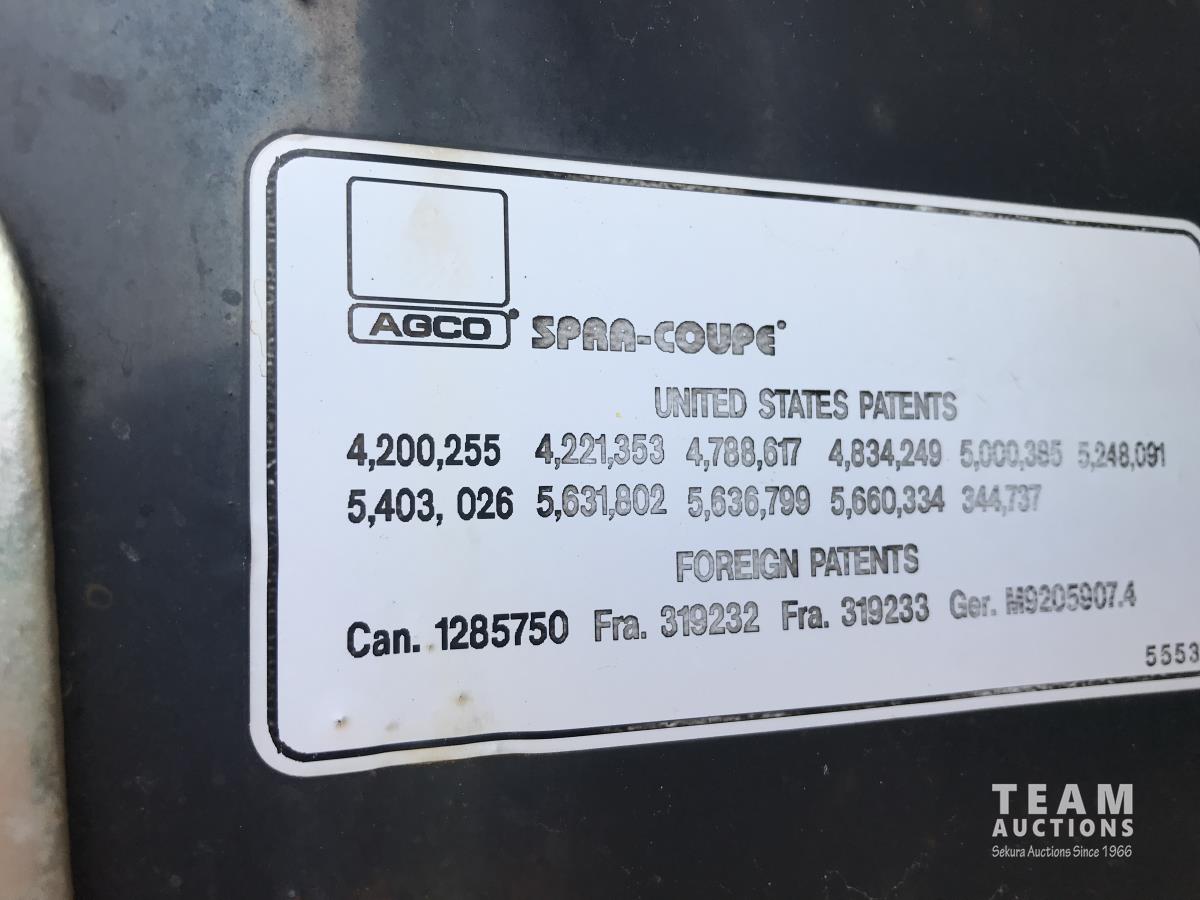 AGCO® SPRA-COUPE®
UNITED STATES PATENTS
4,200,255 4,221,353 4,788,617 4,834,249 5,000,385 5,248,091
5,403, 026 5,631,802 5,636,799 5,660,334 344,737
FOREIGN PATENTS
Can. 1285750 Fra. 319232 Fra. 319233 Ger. M9205907.4
5553
TEAM
AUCTIONS
Sekura Auctions Since 1966